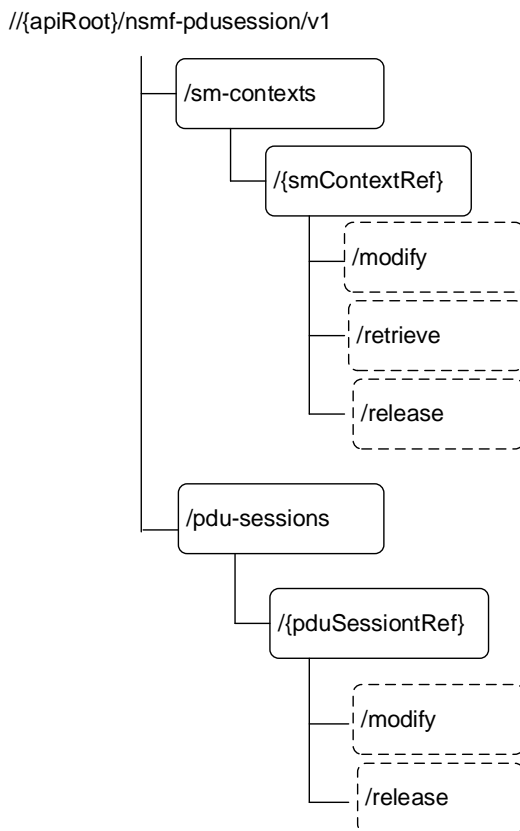 //{apiRoot}/nsmf-pdusession/v1
/sm-contexts
/{smContextRef}
/modify
/retrieve
/release
/pdu-sessions
/{pduSessiontRef}
/modify
/release